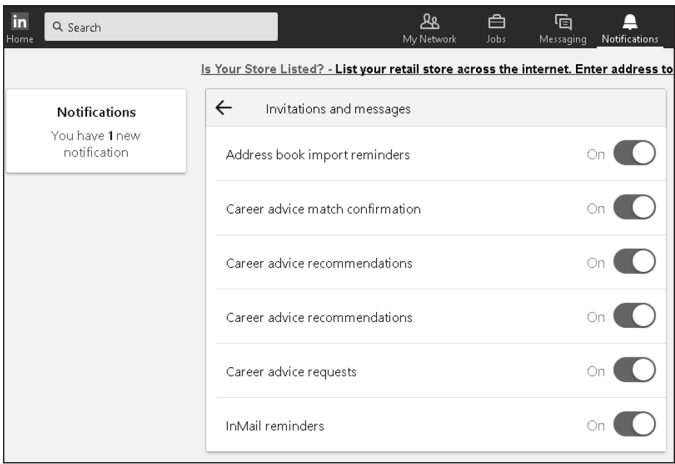 in
Home
Search
My Network
Jobs
Messaging
Notifications
Is Your Store Listed? - List your retail store across the internet. Enter address to
Notifications
You have 1 new
notification
Invitations and messages
Address book import reminders On
Career advice match confirmation On
Career advice recommendations On
Career advice recommendations On
Career advice requests On
InMail reminders On